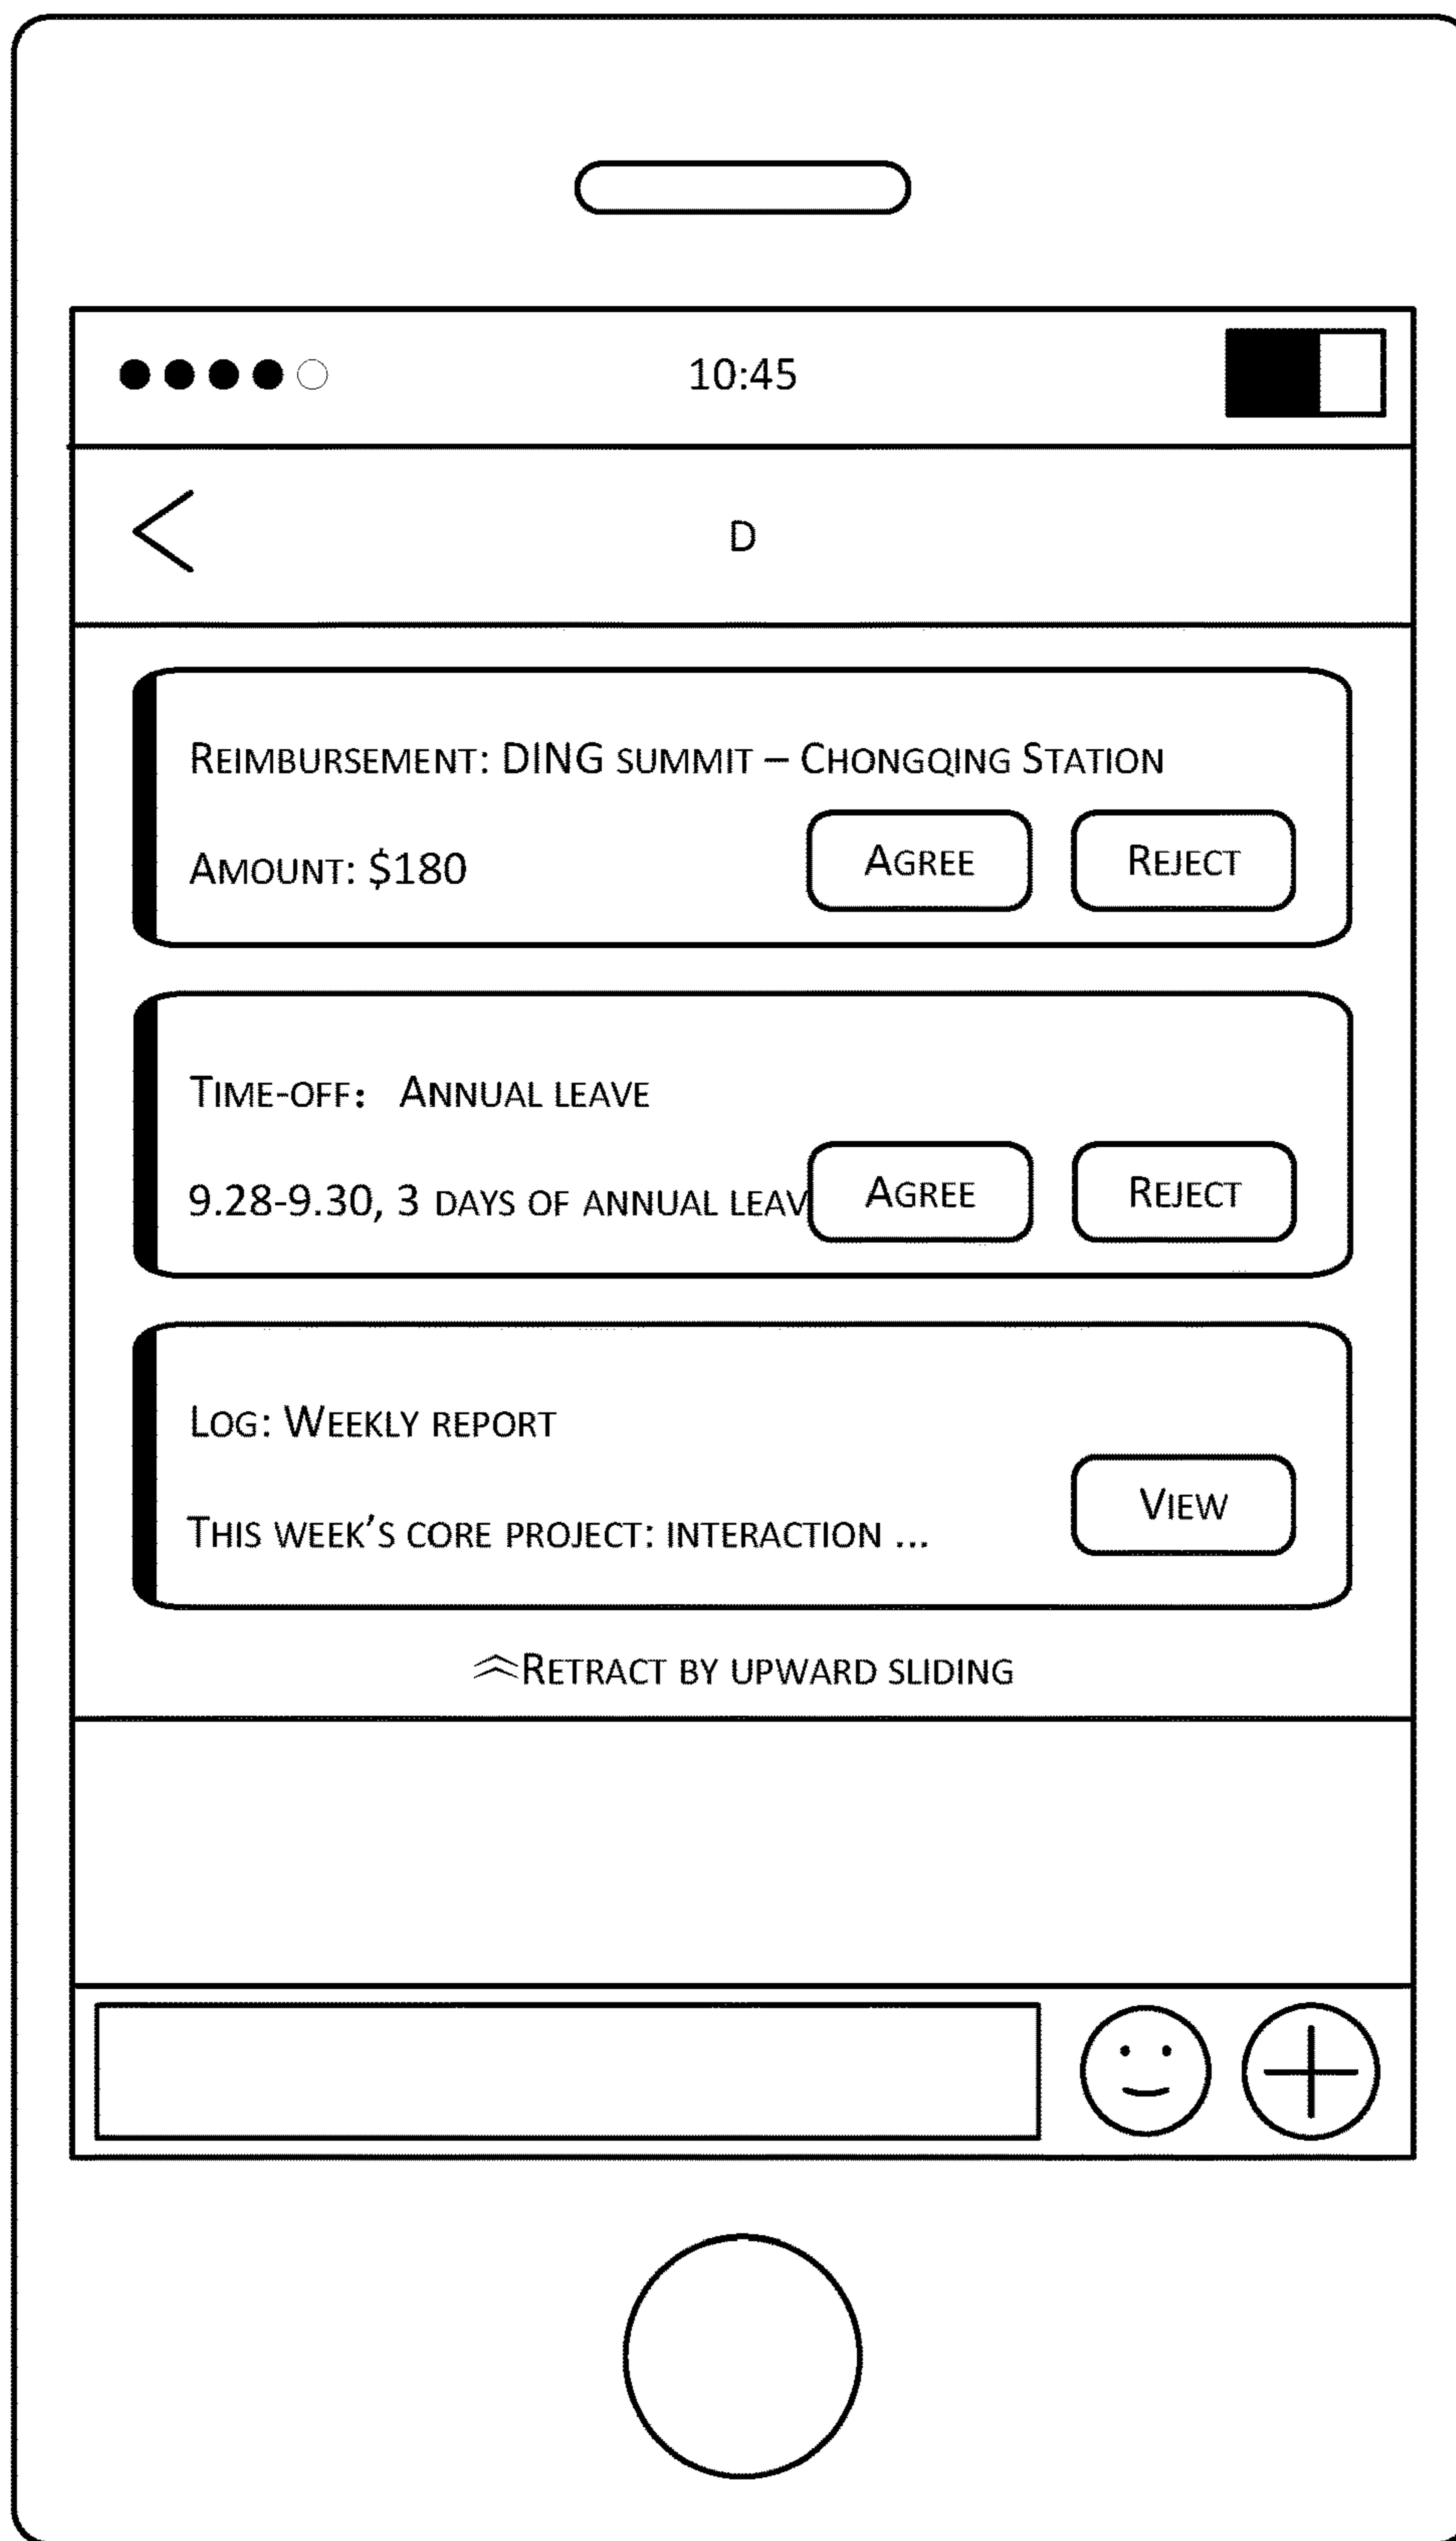 10:45
D
REIMBURSEMENT: DING SUMMIT – CHONGQING STATION
AMOUNT: $180
AGREE
REJECT
TIME-OFF: ANNUAL LEAVE
9.28-9.30, 3 DAYS OF ANNUAL LEAV
AGREE
REJECT
LOG: WEEKLY REPORT
THIS WEEK'S CORE PROJECT: INTERACTION ...
VIEW
RETRACT BY UPWARD SLIDING